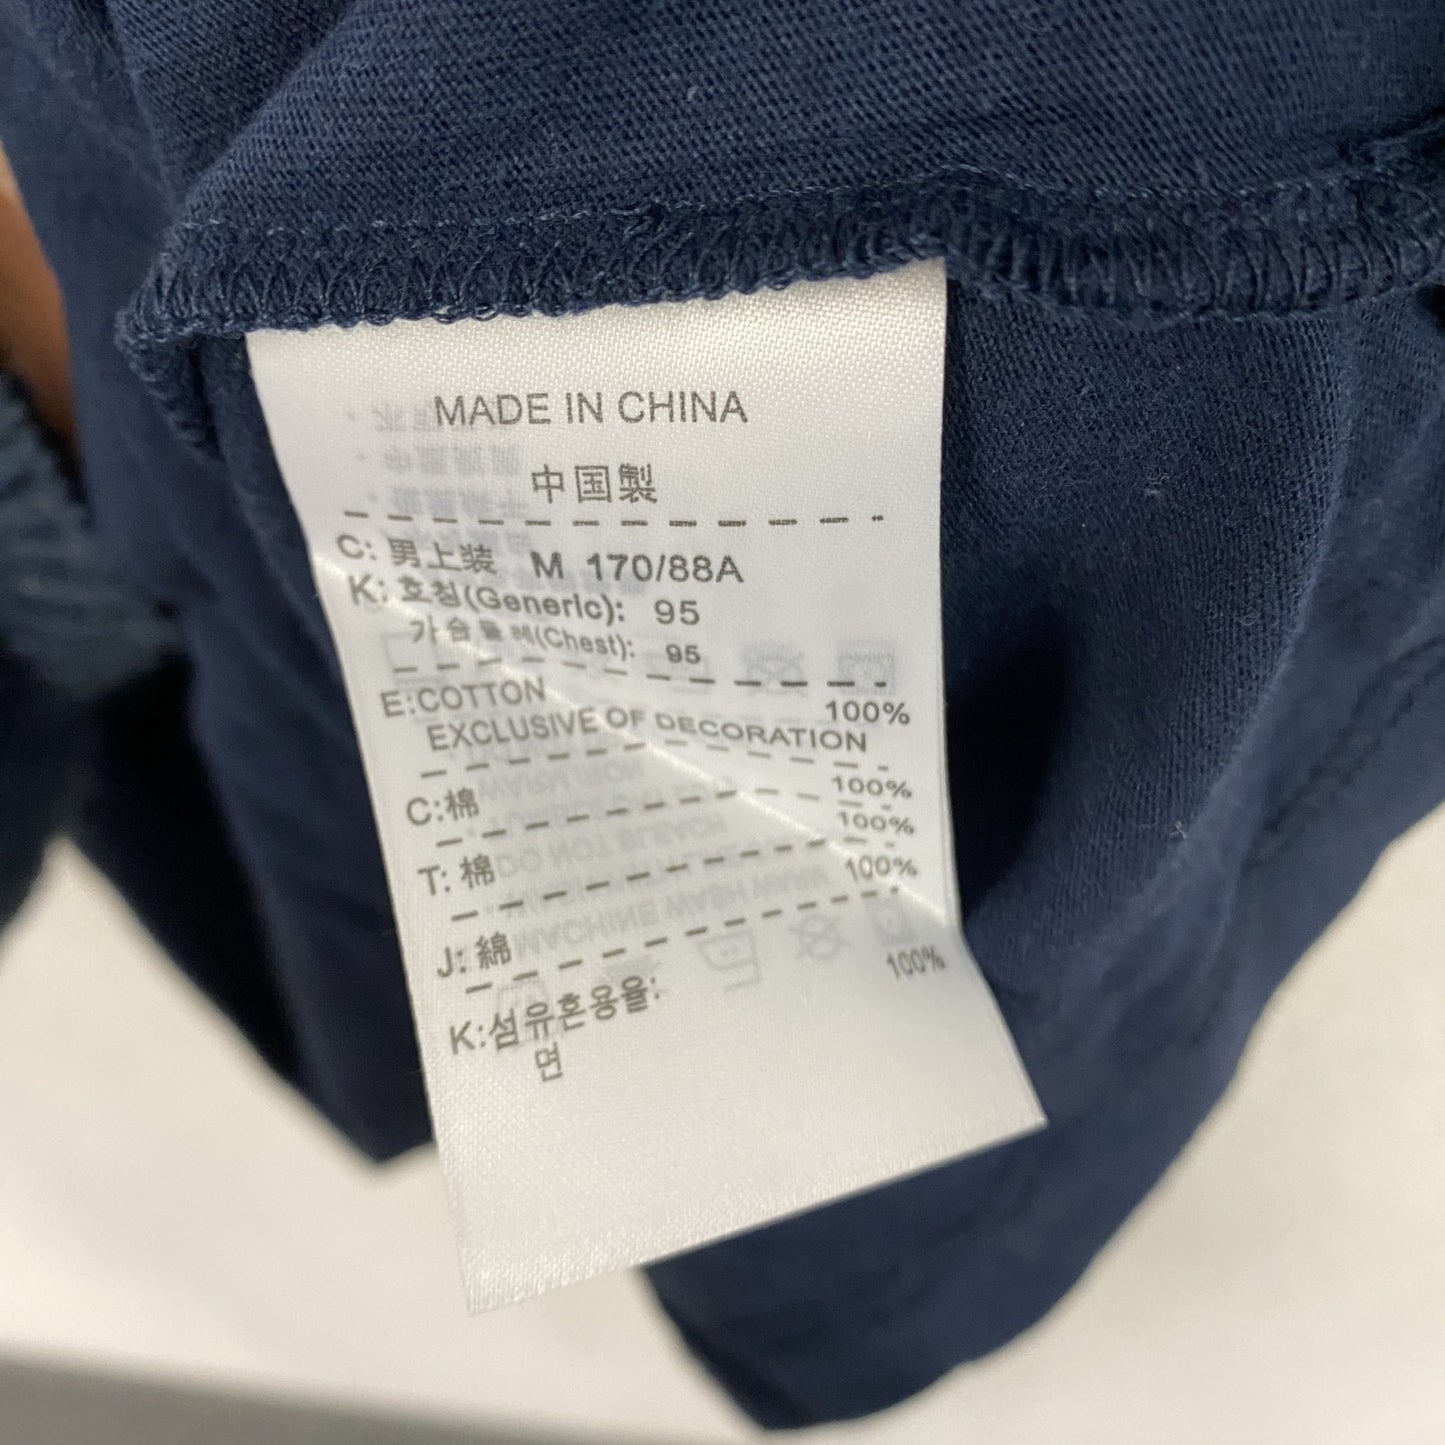 MADE IN CHINA
中国製
C: 男上装 M 170/88A
K: 호칭(Generic): 95
가슴둘레(Chest): 95
E:COTTON 100%
EXCLUSIVE OF DECORATION
C:棉 100%
T: 棉 100%
J: 綿 100%
K:섬유혼용율:
면 100%